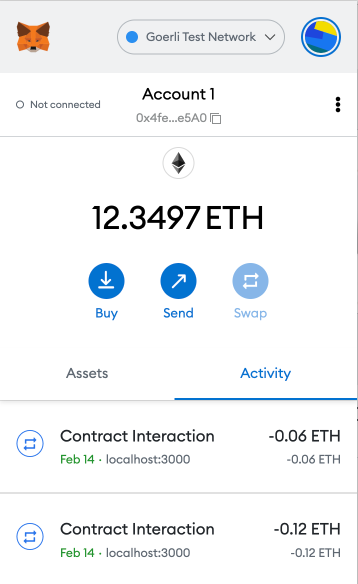 Goerli Test Network
Not connected
Account 1
0x4fe...e5A0
12.3497 ETH
Buy Send Swap
Assets Activity
Contract Interaction -0.06 ETH
Feb 14 · localhost:3000 -0.06 ETH
Contract Interaction -0.12 ETH
Feb 14 · localhost:3000 -0.12 ETH